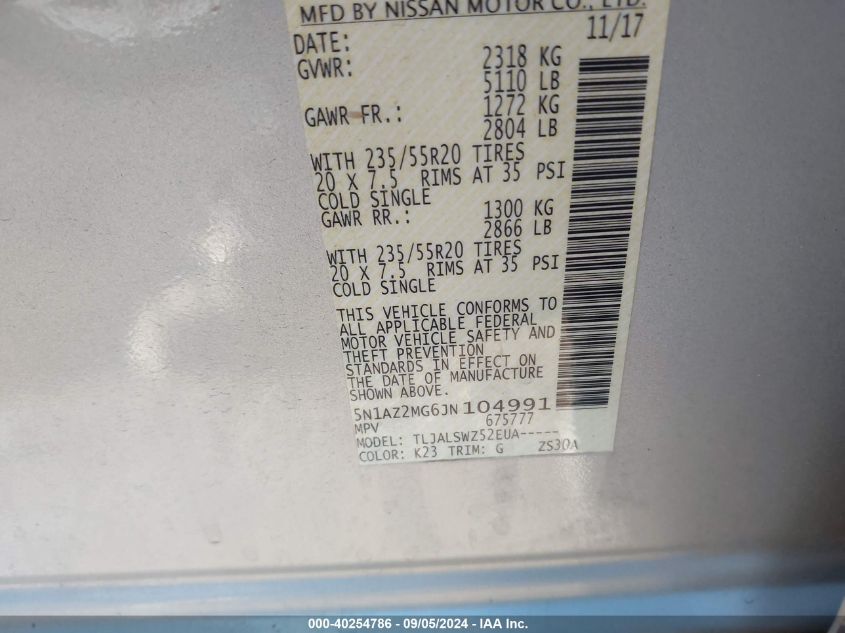 MFD BY NISSAN MOTOR CO., LTD.
DATE: 11/17
GVWR: 2318 KG
5110 LB
GAWR FR.: 1272 KG
2804 LB
WITH 235/55R20 TIRES
20 X 7.5 RIMS AT 35 PSI
COLD SINGLE
GAWR RR.: 1300 KG
2866 LB
WITH 235/55R20 TIRES
20 X 7.5 RIMS AT 35 PSI
COLD SINGLE
THIS VEHICLE CONFORMS TO
ALL APPLICABLE FEDERAL
MOTOR VEHICLE SAFETY AND
THEFT PREVENTION
STANDARDS IN EFFECT ON
THE DATE OF MANUFACTURE
SHOWN ABOVE.
5N1AZ2MG6JN104991
MPV 675777
MODEL: TLJALSWZ52EUA-----
COLOR: K23 TRIM: G ZS30A
000-40254786 - 09/05/2024 - IAA Inc.